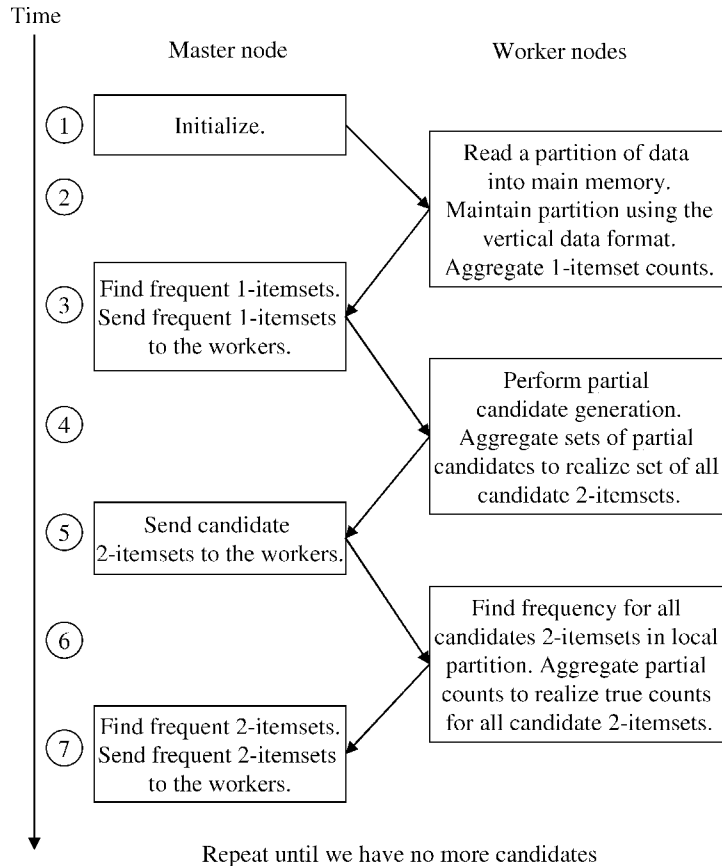 Time
Master node
Worker nodes
1
Initialize.
2
Read a partition of data
into main memory.
Maintain partition using the
vertical data format.
Aggregate 1-itemset counts.
3
Find frequent 1-itemsets.
Send frequent 1-itemsets
to the workers.
4
Perform partial
candidate generation.
Aggregate sets of partial
candidates to realize set of all
candidate 2-itemsets.
5
Send candidate
2-itemsets to the workers.
6
Find frequency for all
candidates 2-itemsets in local
partition. Aggregate partial
counts to realize true counts
for all candidate 2-itemsets.
7
Find frequent 2-itemsets.
Send frequent 2-itemsets
to the workers.
Repeat until we have no more candidates